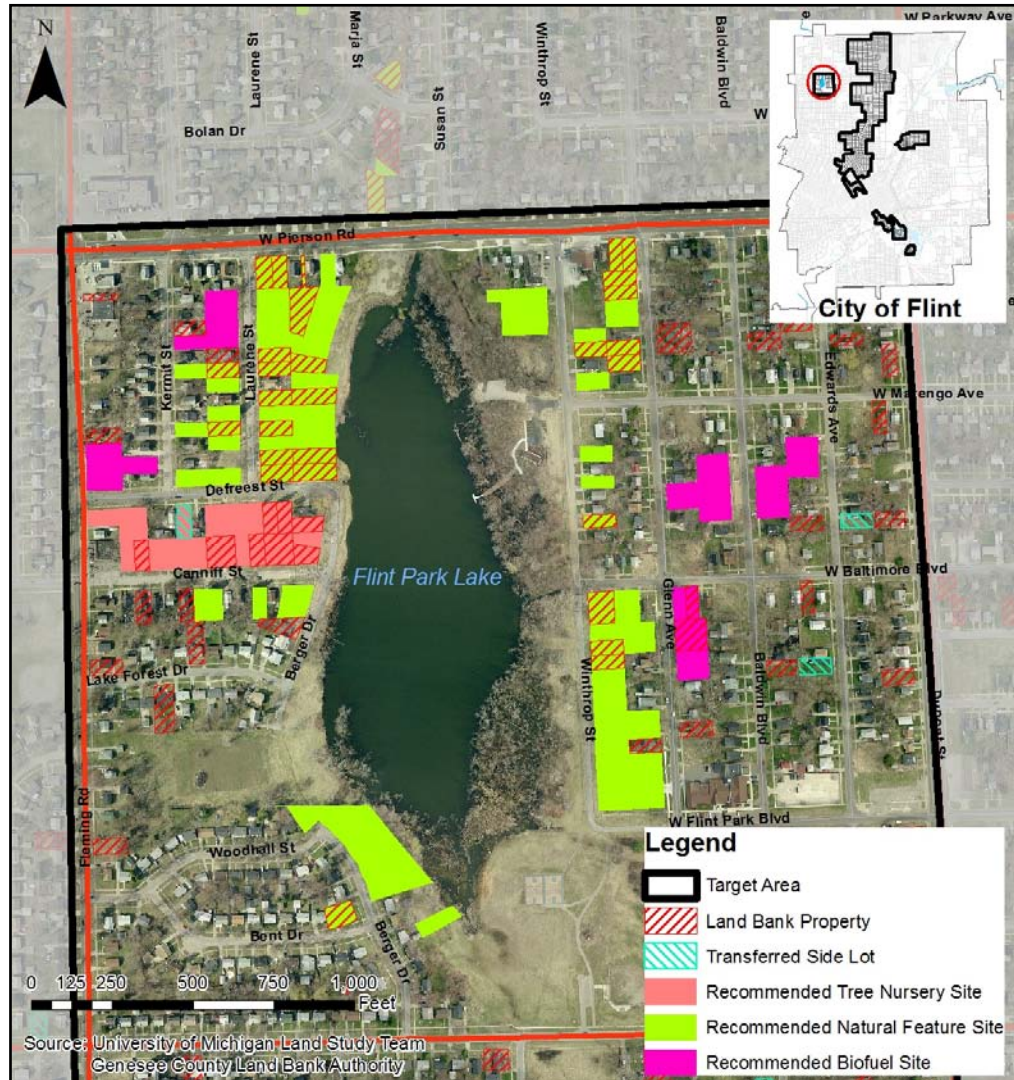 N
Laurene St
Marja St
Susan St
Winthrop St
Baldwin Blvd
W Parkway Ave
Bolan Dr
W
City of Flint
W Pierson Rd
Kermit St
Laurene St
Edwards Ave
W Marengo Ave
Defreest St
Canniff St
Flint Park Lake
W Baltimore Blvd
Glenn Ave
Berger Dr
Lake Forest Dr
Winthrop St
Baldwin Blvd
Dupont St
Fleming Rd
W Flint Park Blvd
Woodhall St
Bent Dr
Berger Dr
Legend
Target Area
Land Bank Property
Transferred Side Lot
Recommended Tree Nursery Site
Recommended Natural Feature Site
Recommended Biofuel Site
0 125 250 500 750 1,000
Feet
Source: University of Michigan Land Study Team
Genesee County Land Bank Authority